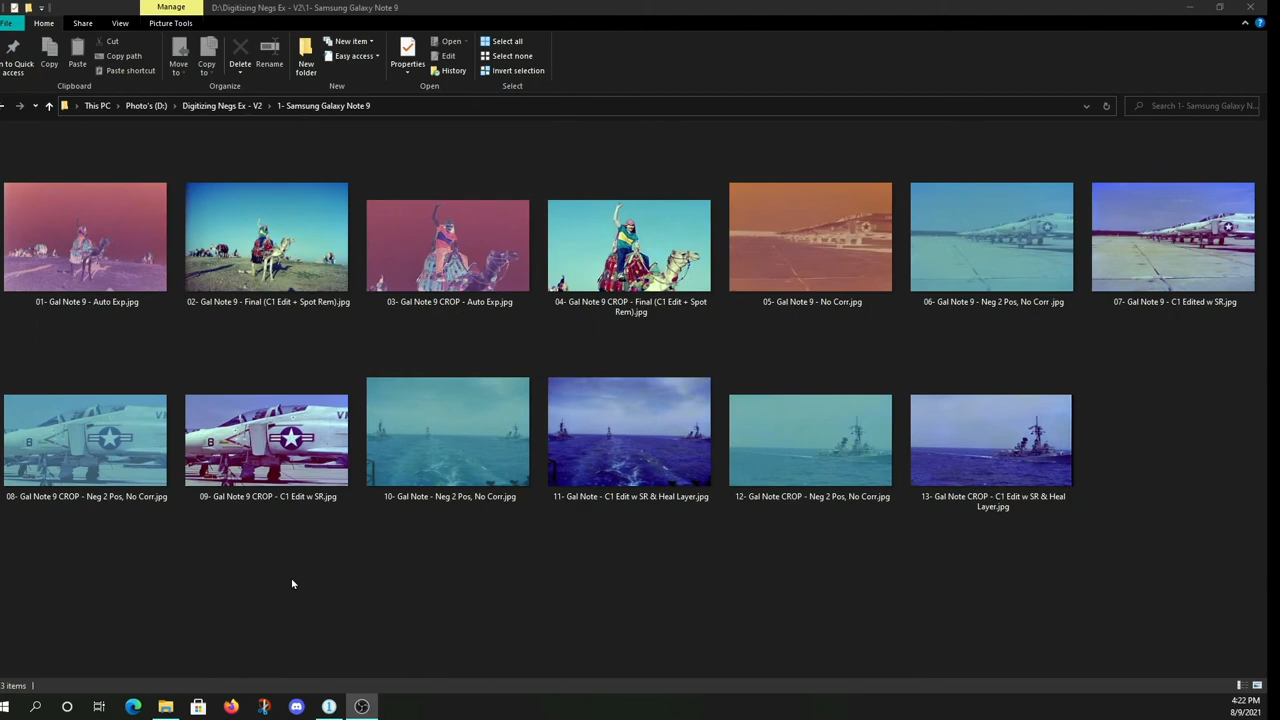 Manage
D:\Digitizing Negs Ex - V2\1- Samsung Galaxy Note 9
File
Home
Share
View
Picture Tools
n to Quick
access
Copy
Paste
Cut
Copy path
Paste shortcut
Clipboard
Move
to
Copy
to
Delete
Rename
Organize
New
folder
New item
Easy access
New
Properties
Open
Edit
History
Open
Select all
Select none
Invert selection
Select
This PC > Photo's (D:) > Digitizing Negs Ex - V2 > 1- Samsung Galaxy Note 9
Search 1- Samsung Galaxy N...
01- Gal Note 9 - Auto Exp.jpg
02- Gal Note 9 - Final (C1 Edit + Spot Rem).jpg
03- Gal Note 9 CROP - Auto Exp.jpg
04- Gal Note 9 CROP - Final (C1 Edit + Spot
Rem).jpg
05- Gal Note 9 - No Corr.jpg
06- Gal Note 9 - Neg 2 Pos, No Corr .jpg
07- Gal Note 9 - C1 Edited w SR.jpg
08- Gal Note 9 CROP - Neg 2 Pos, No Corr.jpg
09- Gal Note 9 CROP - C1 Edit w SR.jpg
10- Gal Note - Neg 2 Pos, No Corr.jpg
11- Gal Note - C1 Edit w SR & Heal Layer.jpg
12- Gal Note CROP - Neg 2 Pos, No Corr.jpg
13- Gal Note CROP - C1 Edit w SR & Heal
Layer.jpg
3 items
4:22 PM
8/9/2021